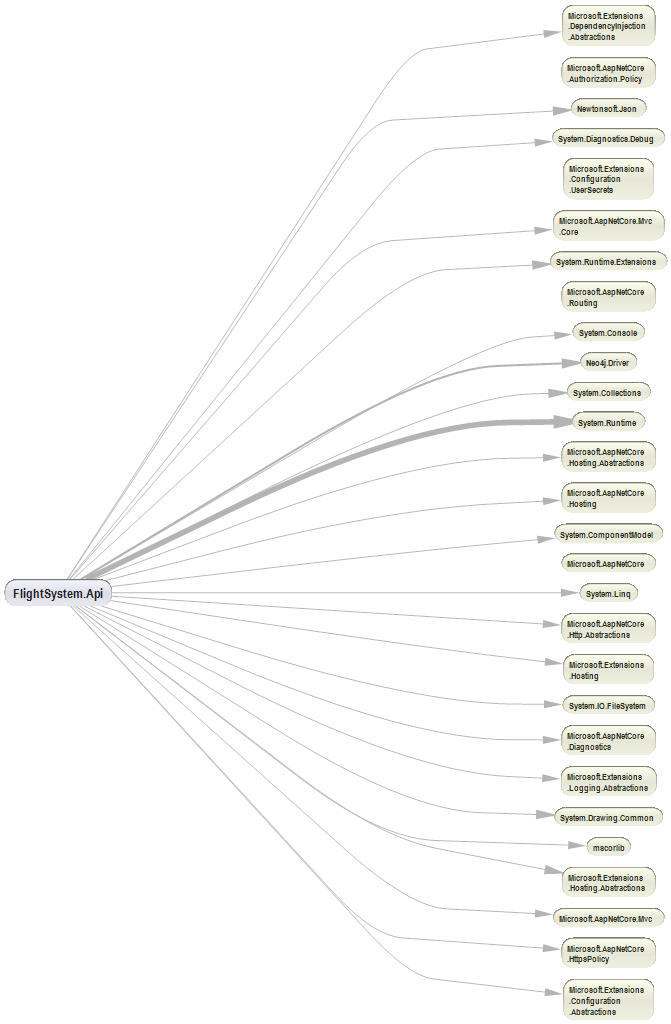 Microsoft.Extensions
.DependencyInjection
.Abstractions
Microsoft.AspNetCore
.Authorization.Policy
Newtonsoft.Json
System.Diagnostics.Debug
Microsoft.Extensions
.Configuration
.UserSecrets
Microsoft.AspNetCore.Mvc
.Core
System.Runtime.Extensions
Microsoft.AspNetCore
.Routing
System.Console
Neo4j.Driver
System.Collections
System.Runtime
Microsoft.AspNetCore
.Hosting.Abstractions
Microsoft.AspNetCore
.Hosting
System.ComponentModel
Microsoft.AspNetCore
FlightSystem.Api
System.Linq
Microsoft.AspNetCore
.Http.Abstractions
Microsoft.Extensions
.Hosting
System.IO.FileSystem
Microsoft.AspNetCore
.Diagnostics
Microsoft.Extensions
.Logging.Abstractions
System.Drawing.Common
mscorlib
Microsoft.Extensions
.Hosting.Abstractions
Microsoft.AspNetCore.Mvc
Microsoft.AspNetCore
.HttpsPolicy
Microsoft.Extensions
.Configuration
.Abstractions